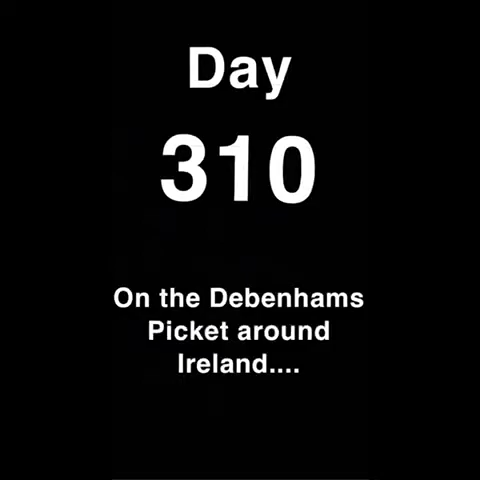 Day
310
On the Debenhams
Picket around
Ireland....